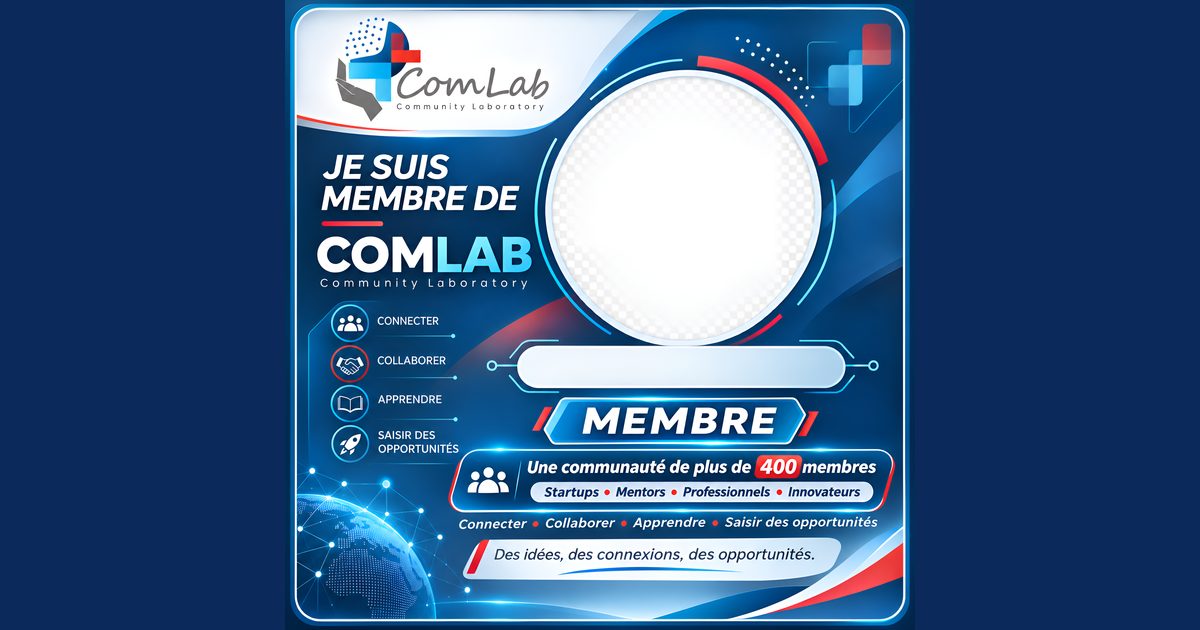 ComLab
Community Laboratory
JE SUIS
MEMBRE DE
COMLAB
Community Laboratory
CONNECTER
COLLABORER
APPRENDRE
SAISIR DES
OPPORTUNITÉS
MEMBRE
Une communauté de plus de 400 membres
Startups • Mentors • Professionnels • Innovateurs
Connecter • Collaborer • Apprendre • Saisir des opportunités
Des idées, des connexions, des opportunités.